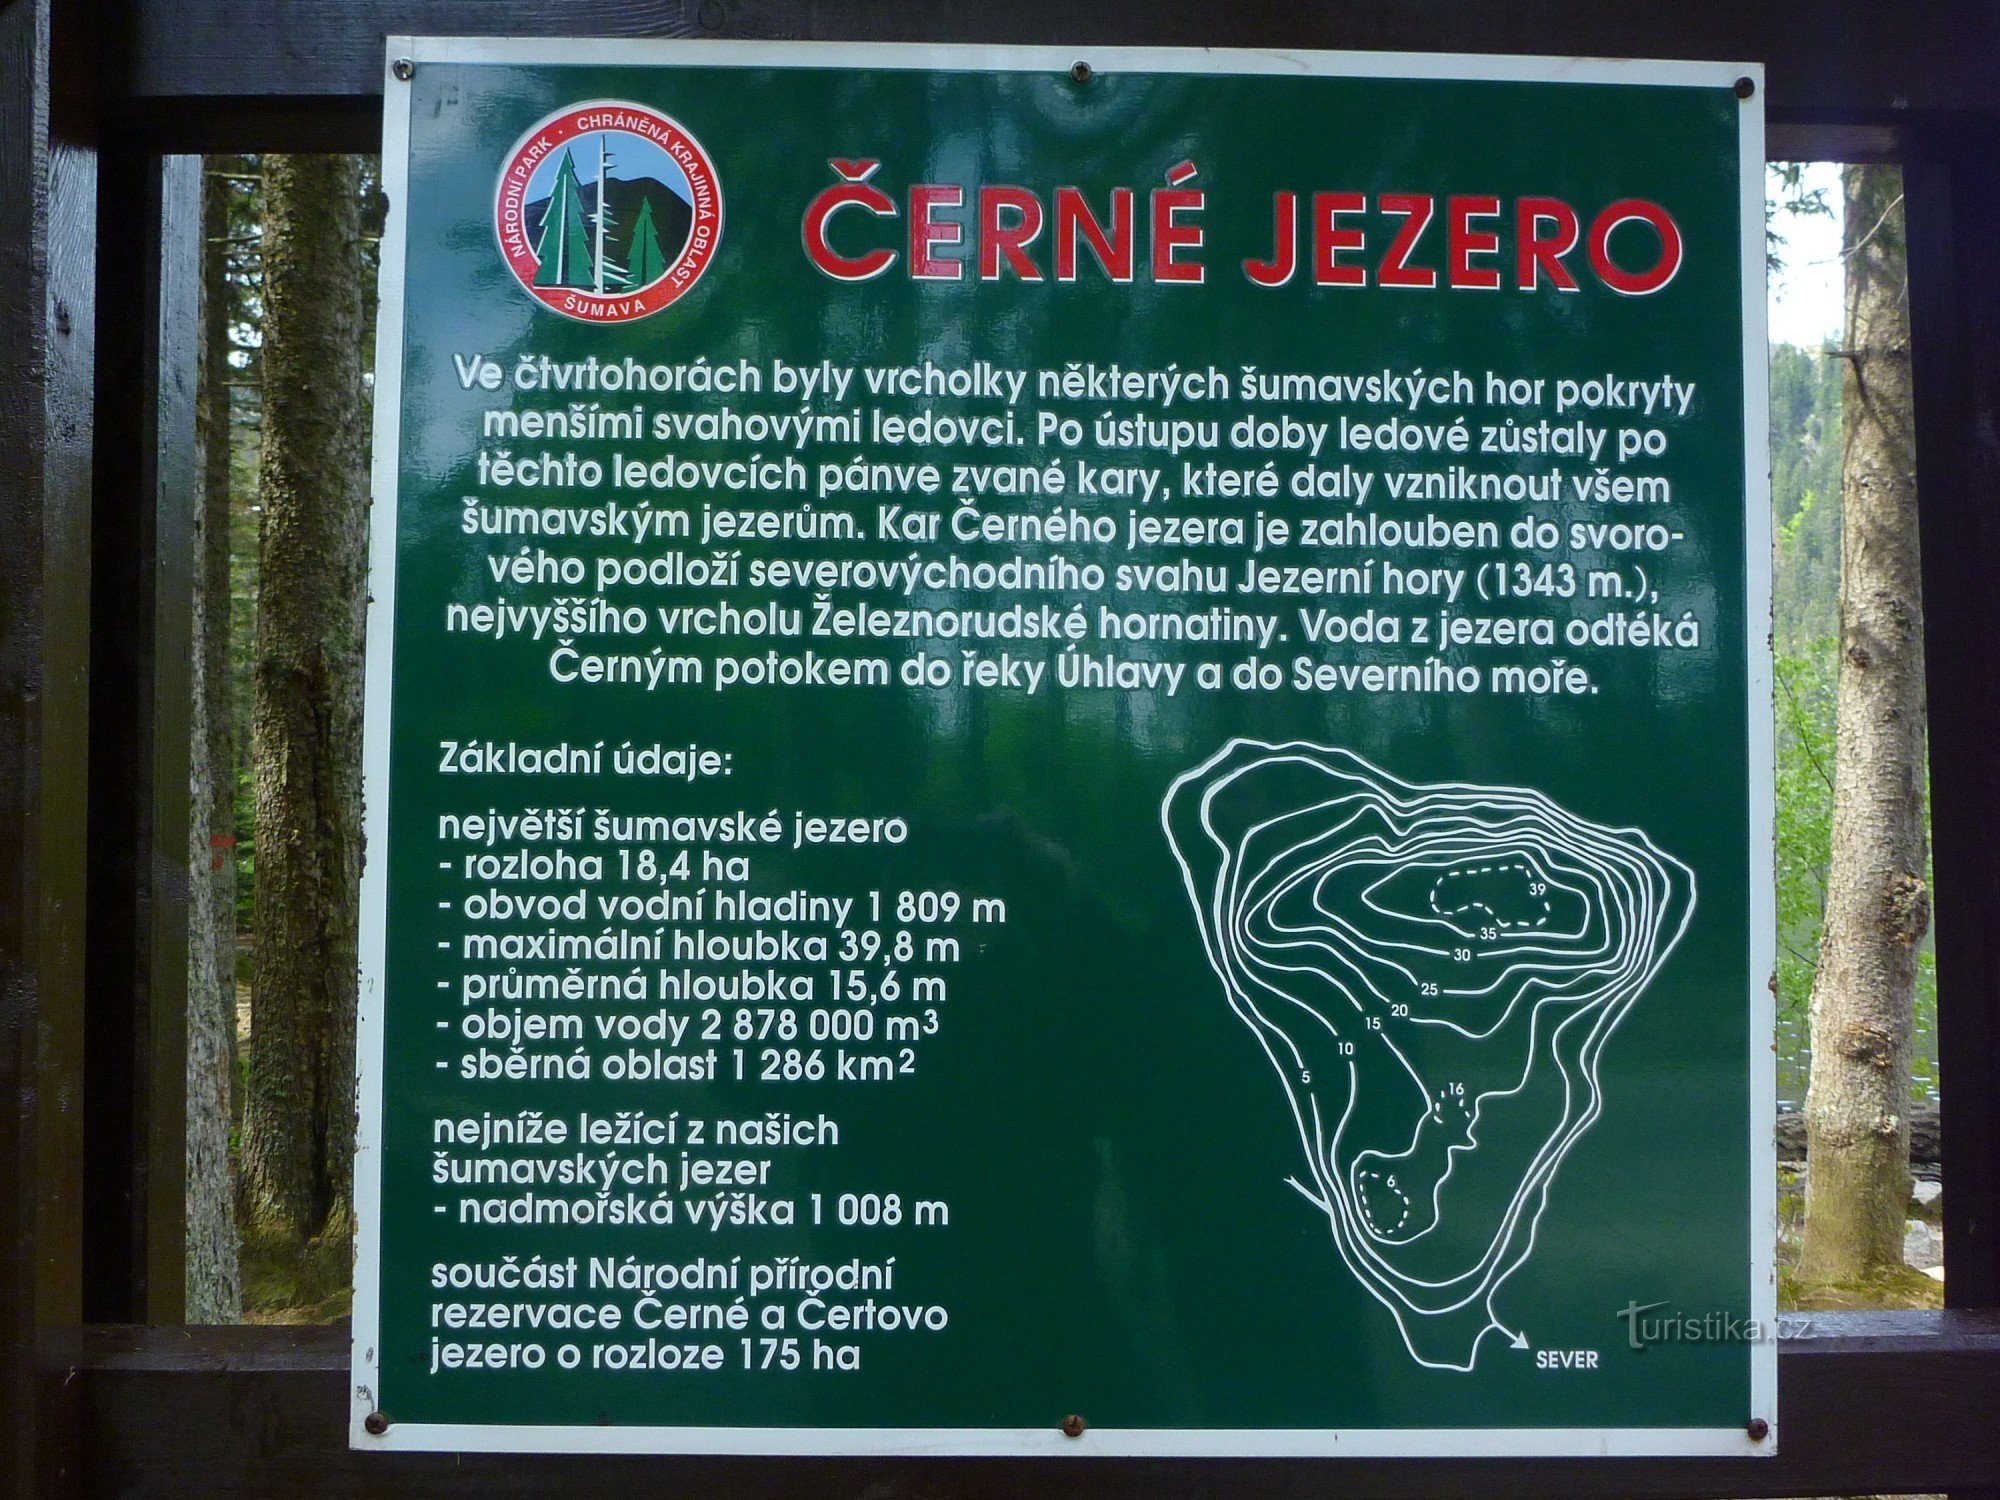 NÁRODNÍ PARK · CHRÁNĚNÁ KRAJINNÁ OBLAST
ŠUMAVA
ČERNÉ JEZERO
Ve čtvrtohorách byly vrcholky některých šumavských hor pokryty
menšími svahovými ledovci. Po ústupu doby ledové zůstaly po
těchto ledovcích pánve zvané kary, které daly vzniknout všem
šumavským jezerům. Kar Černého jezera je zahlouben do svoro-
vého podloží severovýchodního svahu Jezerní hory (1343 m.),
nejvyššího vrcholu Železnorudské hornatiny. Voda z jezera odtéká
Černým potokem do řeky Úhlavy a do Severního moře.
Základní údaje:
největší šumavské jezero
- rozloha 18,4 ha
- obvod vodní hladiny 1 809 m
- maximální hloubka 39,8 m
- průměrná hloubka 15,6 m
- objem vody 2 878 000 m³
- sběrná oblast 1 286 km²
nejníže ležící z našich
šumavských jezer
- nadmořská výška 1 008 m
součást Národní přírodní
rezervace Černé a Čertovo
jezero o rozloze 175 ha
39
35
30
25
20
15
10
5
16
6
SEVER
Turistika.cz